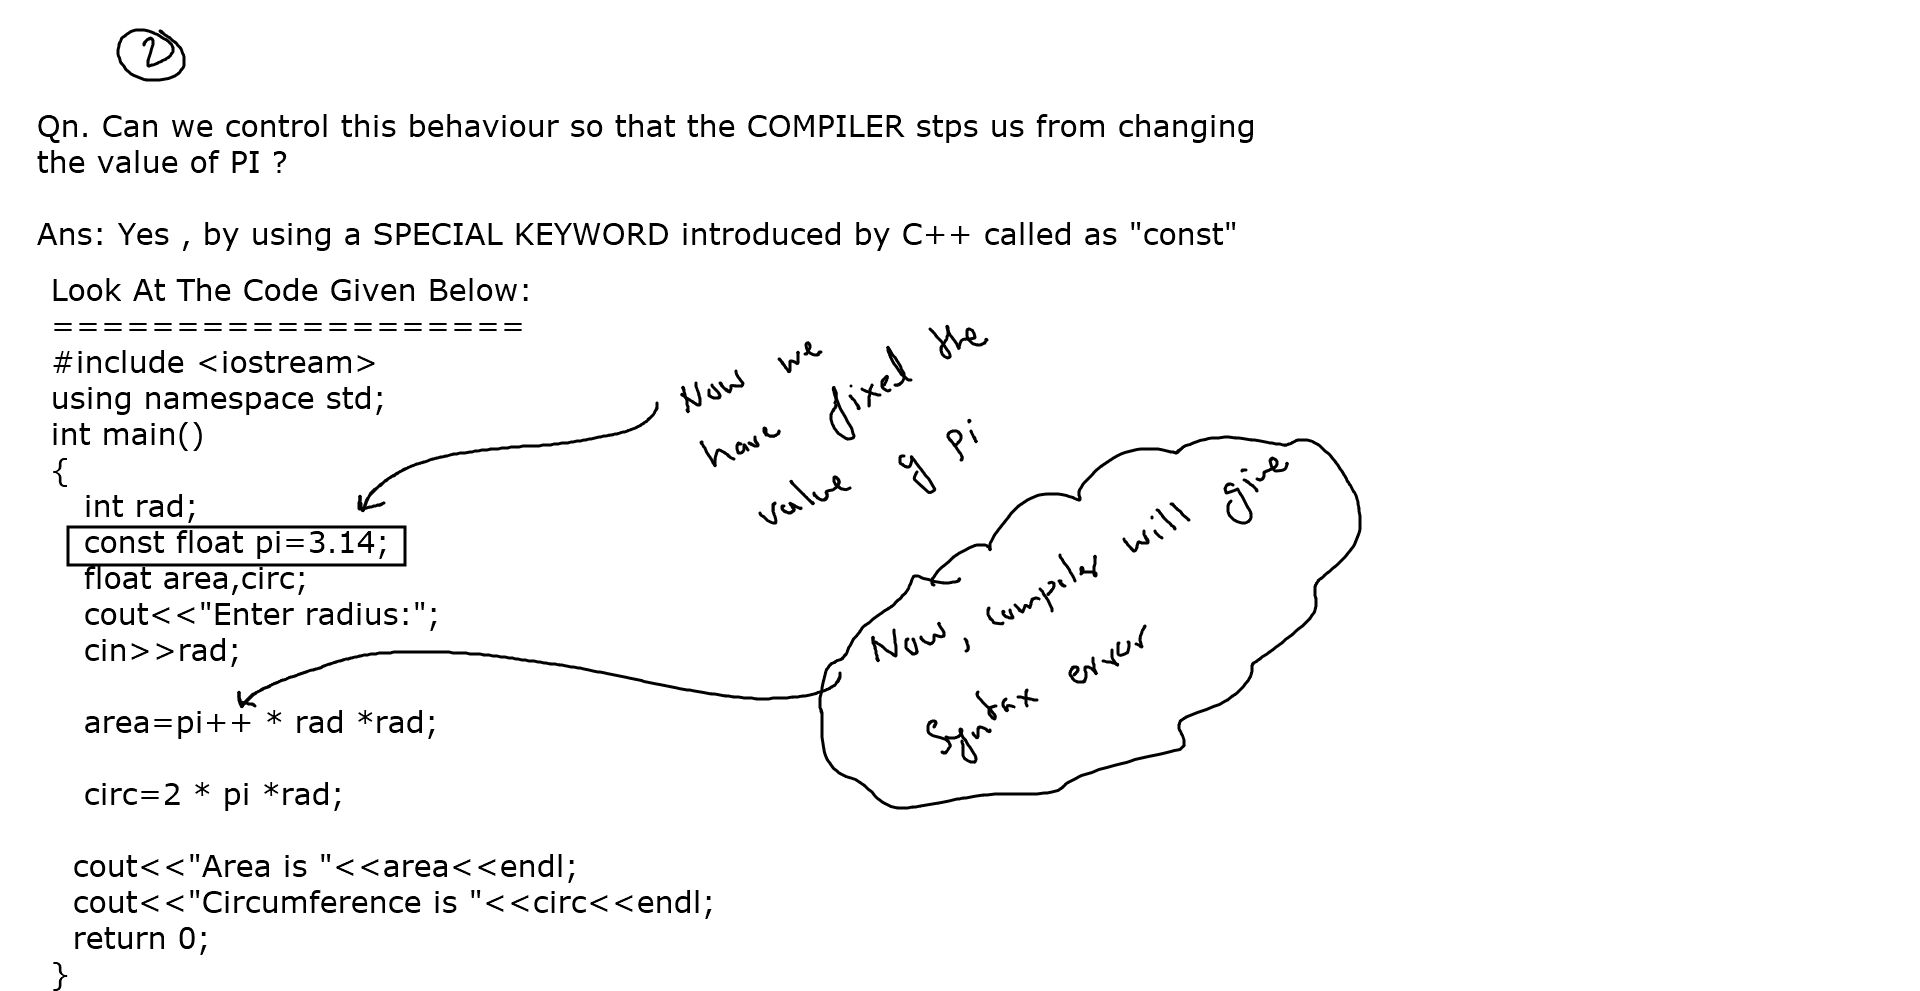 2
Qn. Can we control this behaviour so that the COMPILER stps us from changing
the value of PI ?
Ans: Yes , by using a SPECIAL KEYWORD introduced by C++ called as "const"
Look At The Code Given Below:
===================
#include <iostream>
using namespace std;
int main()
{
int rad;
const float pi=3.14;
float area,circ;
cout<<"Enter radius:";
cin>>rad;
area=pi++ * rad *rad;
circ=2 * pi *rad;
cout<<"Area is "<<area<<endl;
cout<<"Circumference is "<<circ<<endl;
return 0;
}
Now we
have fixed the
value of Pi
Now, compiler will give
Syntax error